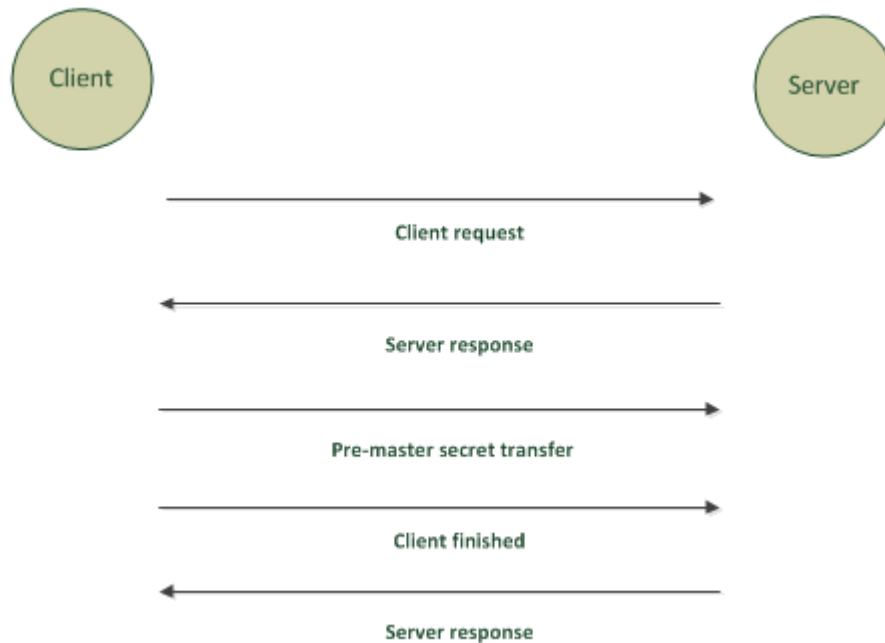 Client
Server
Client request
Server response
Pre-master secret transfer
Client finished
Server response